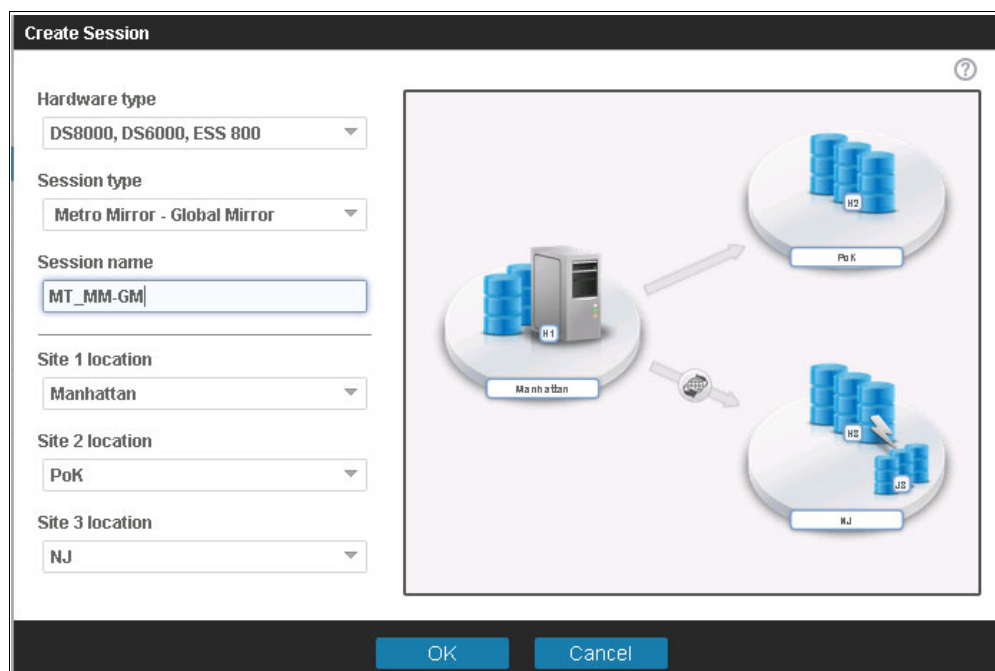 Create Session
?
Hardware type
DS8000, DS6000, ESS 800
Session type
Metro Mirror - Global Mirror
Session name
MT_MM-GM
Site 1 location
Manhattan
Site 2 location
PoK
Site 3 location
NJ
H2
PoK
H1
Manhattan
H3
J3
NJ
OK
Cancel